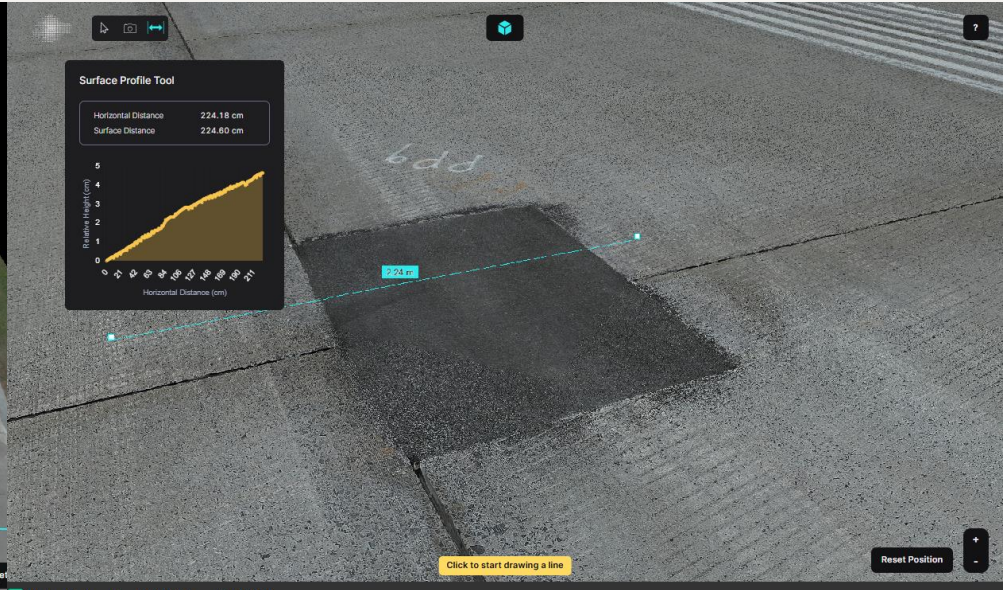 ?
Surface Profile Tool
Horizontal Distance 224.18 cm
Surface Distance 224.60 cm
5
4
3
2
1
0
Relative Height (cm)
0 21 42 63 84 106 127 148 169 190 211
Horizontal Distance (cm)
2.24 m
Click to start drawing a line
Reset Position
+
-